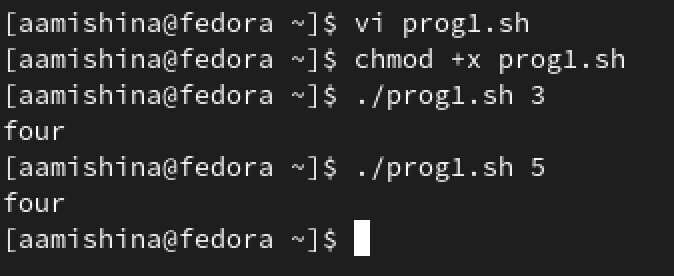 [aamishina@fedora ~]$ vi prog1.sh
[aamishina@fedora ~]$ chmod +x prog1.sh
[aamishina@fedora ~]$ ./prog1.sh 3
four
[aamishina@fedora ~]$ ./prog1.sh 5
four
[aamishina@fedora ~]$